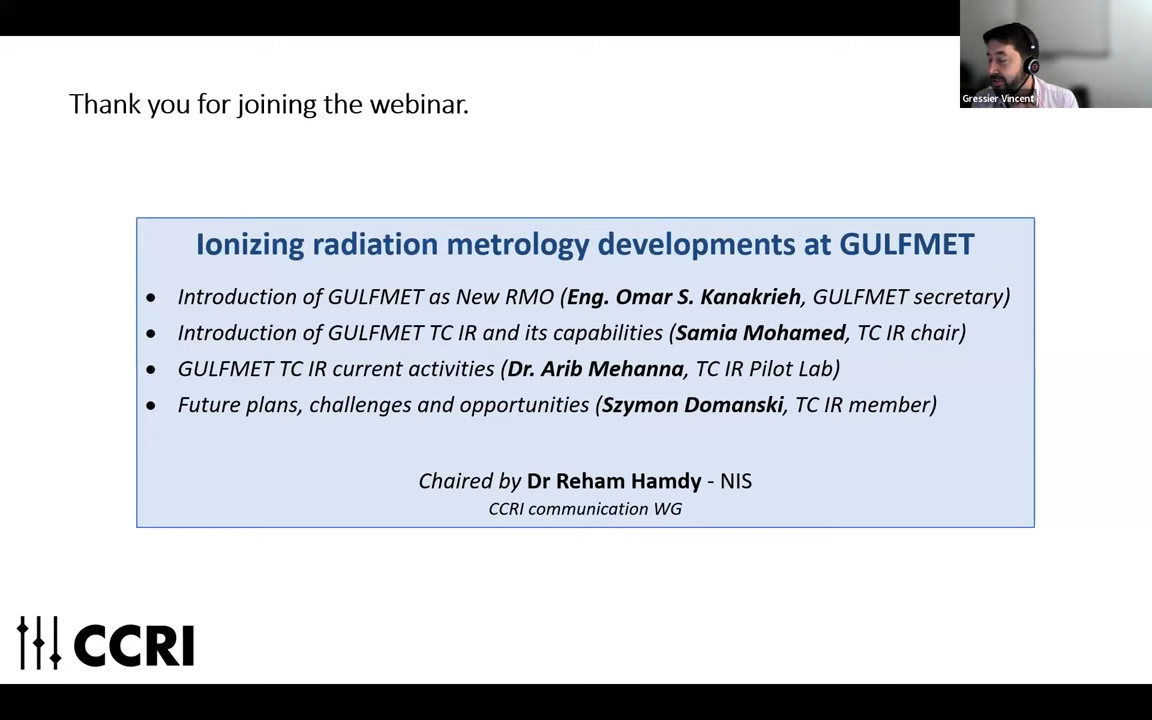 Gressier Vincent
Thank you for joining the webinar.
Ionizing radiation metrology developments at GULFMET
• Introduction of GULFMET as New RMO (Eng. Omar S. Kanakrieh, GULFMET secretary)
• Introduction of GULFMET TC IR and its capabilities (Samia Mohamed, TC IR chair)
• GULFMET TC IR current activities (Dr. Arib Mehanna, TC IR Pilot Lab)
• Future plans, challenges and opportunities (Szymon Domanski, TC IR member)
Chaired by Dr Reham Hamdy - NIS
CCRI communication WG
CCRI